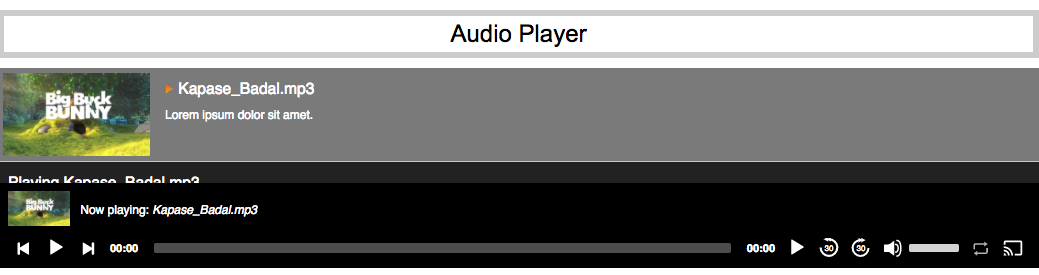 Audio Player
Big Buck
BUNNY
Kapase_Badal.mp3
Lorem ipsum dolor sit amet.
Playing Kapase_Badal.mp3
Big Buck
BUNNY
Now playing: Kapase_Badal.mp3
00:00
00:00
30
30